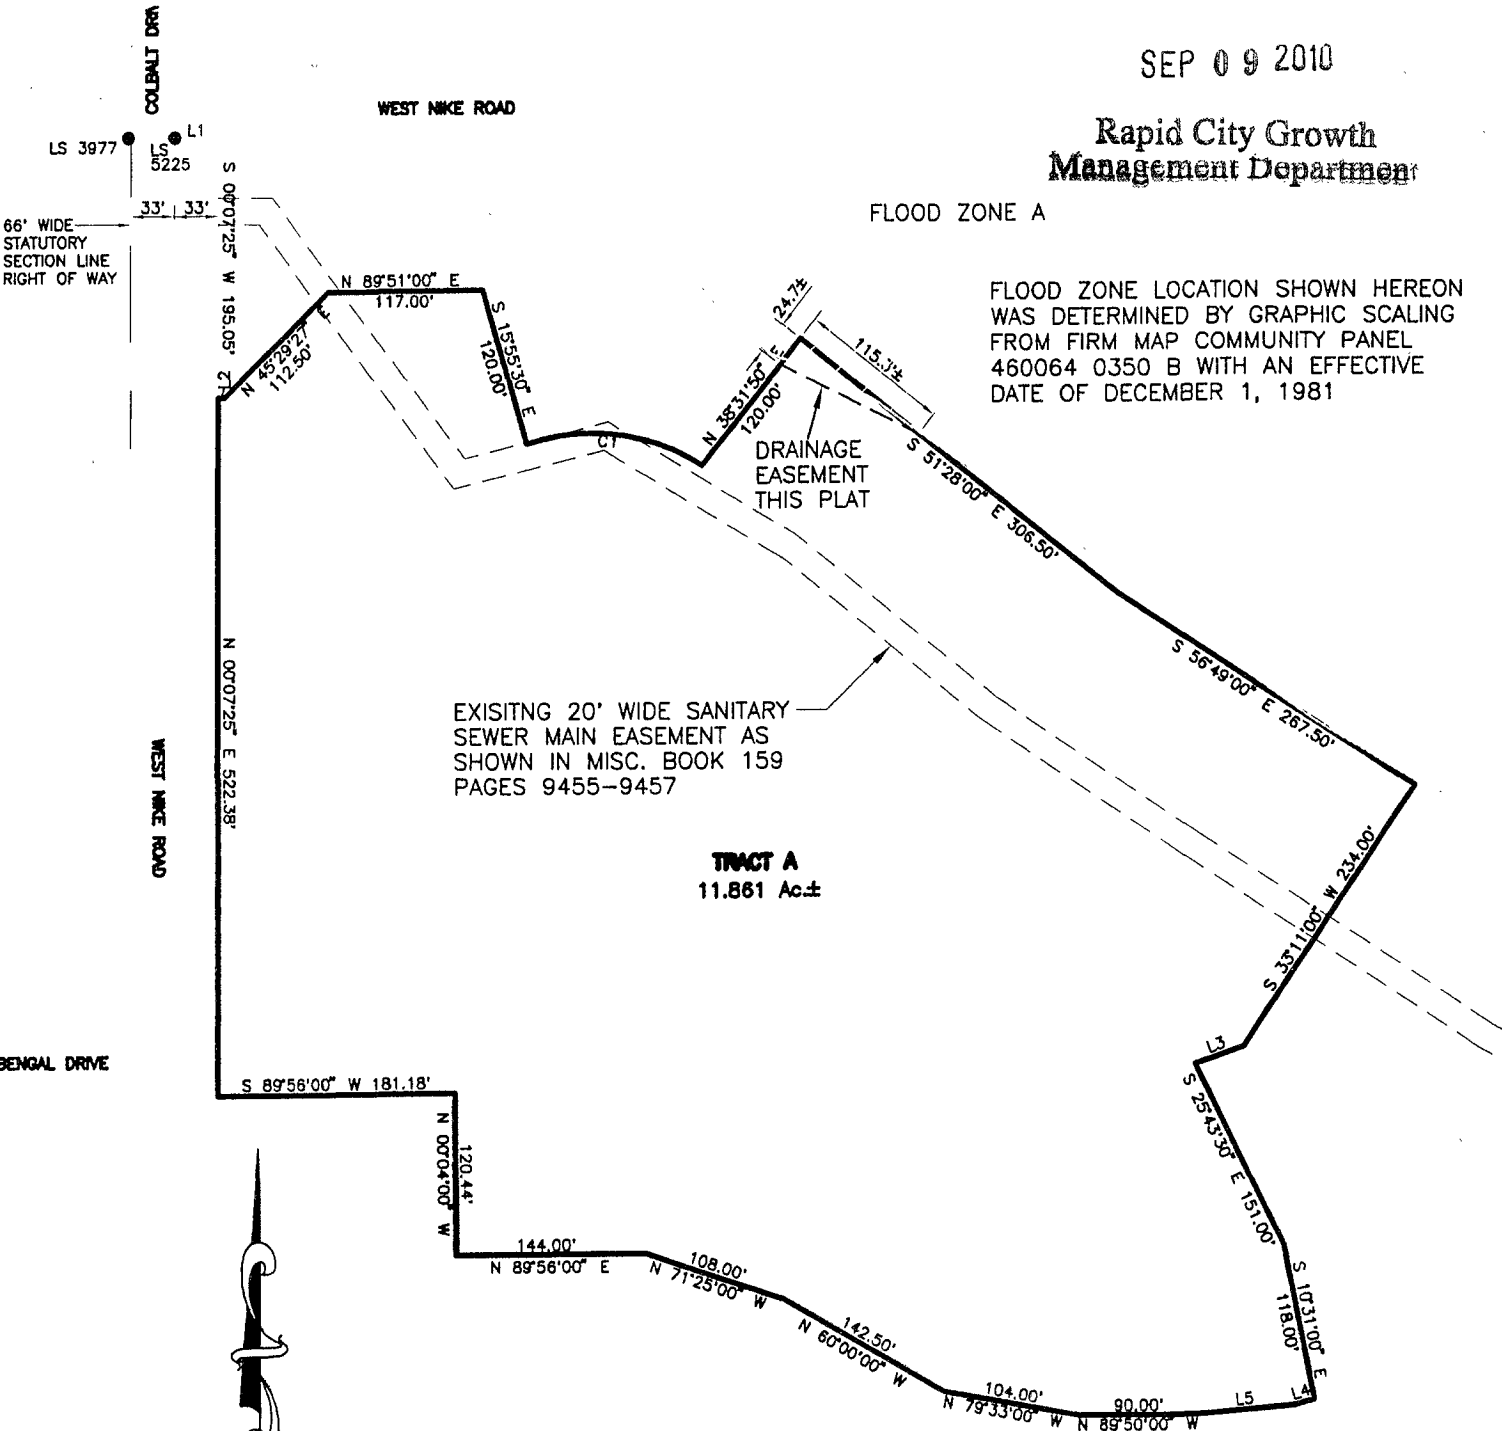 COLBALT DRIV
SEP 0 9 2010
Rapid City Growth
Management Department
WEST NIKE ROAD
L1
LS 3977
LS
5225
33' 33'
66' WIDE
STATUTORY
SECTION LINE
RIGHT OF WAY
S 00°07'25" W 195.05'
L2
FLOOD ZONE A
FLOOD ZONE LOCATION SHOWN HEREON
WAS DETERMINED BY GRAPHIC SCALING
FROM FIRM MAP COMMUNITY PANEL
460064 0350 B WITH AN EFFECTIVE
DATE OF DECEMBER 1, 1981
N 45°29'27" E
112.50'
N 89°51'00" E
117.00'
S 15°55'30" E
120.00'
C1
N 38°31'50" E
120.00'
24.7±
115.3'±
DRAINAGE
EASEMENT
THIS PLAT
S 51°28'00" E 306.50'
S 56°49'00" E 267.50'
N 00°07'25" E 522.38'
WEST NIKE ROAD
EXISITNG 20' WIDE SANITARY
SEWER MAIN EASEMENT AS
SHOWN IN MISC. BOOK 159
PAGES 9455-9457
TRACT A
11.861 Ac.±
S 33°11'00" W 234.00'
L3
BENGAL DRIVE
S 89°56'00" W 181.18'
N 00°04'00" W
120.44'
S 25°43'30" E 151.00'
144.00'
N 89°56'00" E
108.00'
N 71°25'00" W
142.50'
N 60°00'00" W
S 10°31'00" E
118.00'
104.00'
N 79°33'00" W
90.00'
N 89°50'00" W
L5
L4